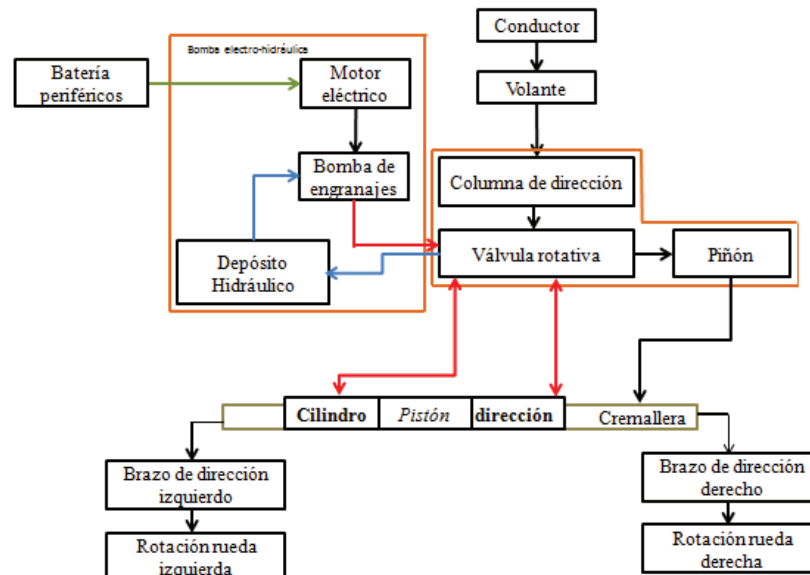 Conductor
Bomba electro-hidráulica
Batería
periféricos
Motor
eléctrico
Volante
Bomba de
engranajes
Columna de dirección
Depósito
Hidráulico
Válvula rotativa
Piñón
Cilindro
Pistón
dirección
Cremallera
Brazo de dirección
izquierdo
Brazo de dirección
derecho
Rotación rueda
izquierda
Rotación rueda
derecha